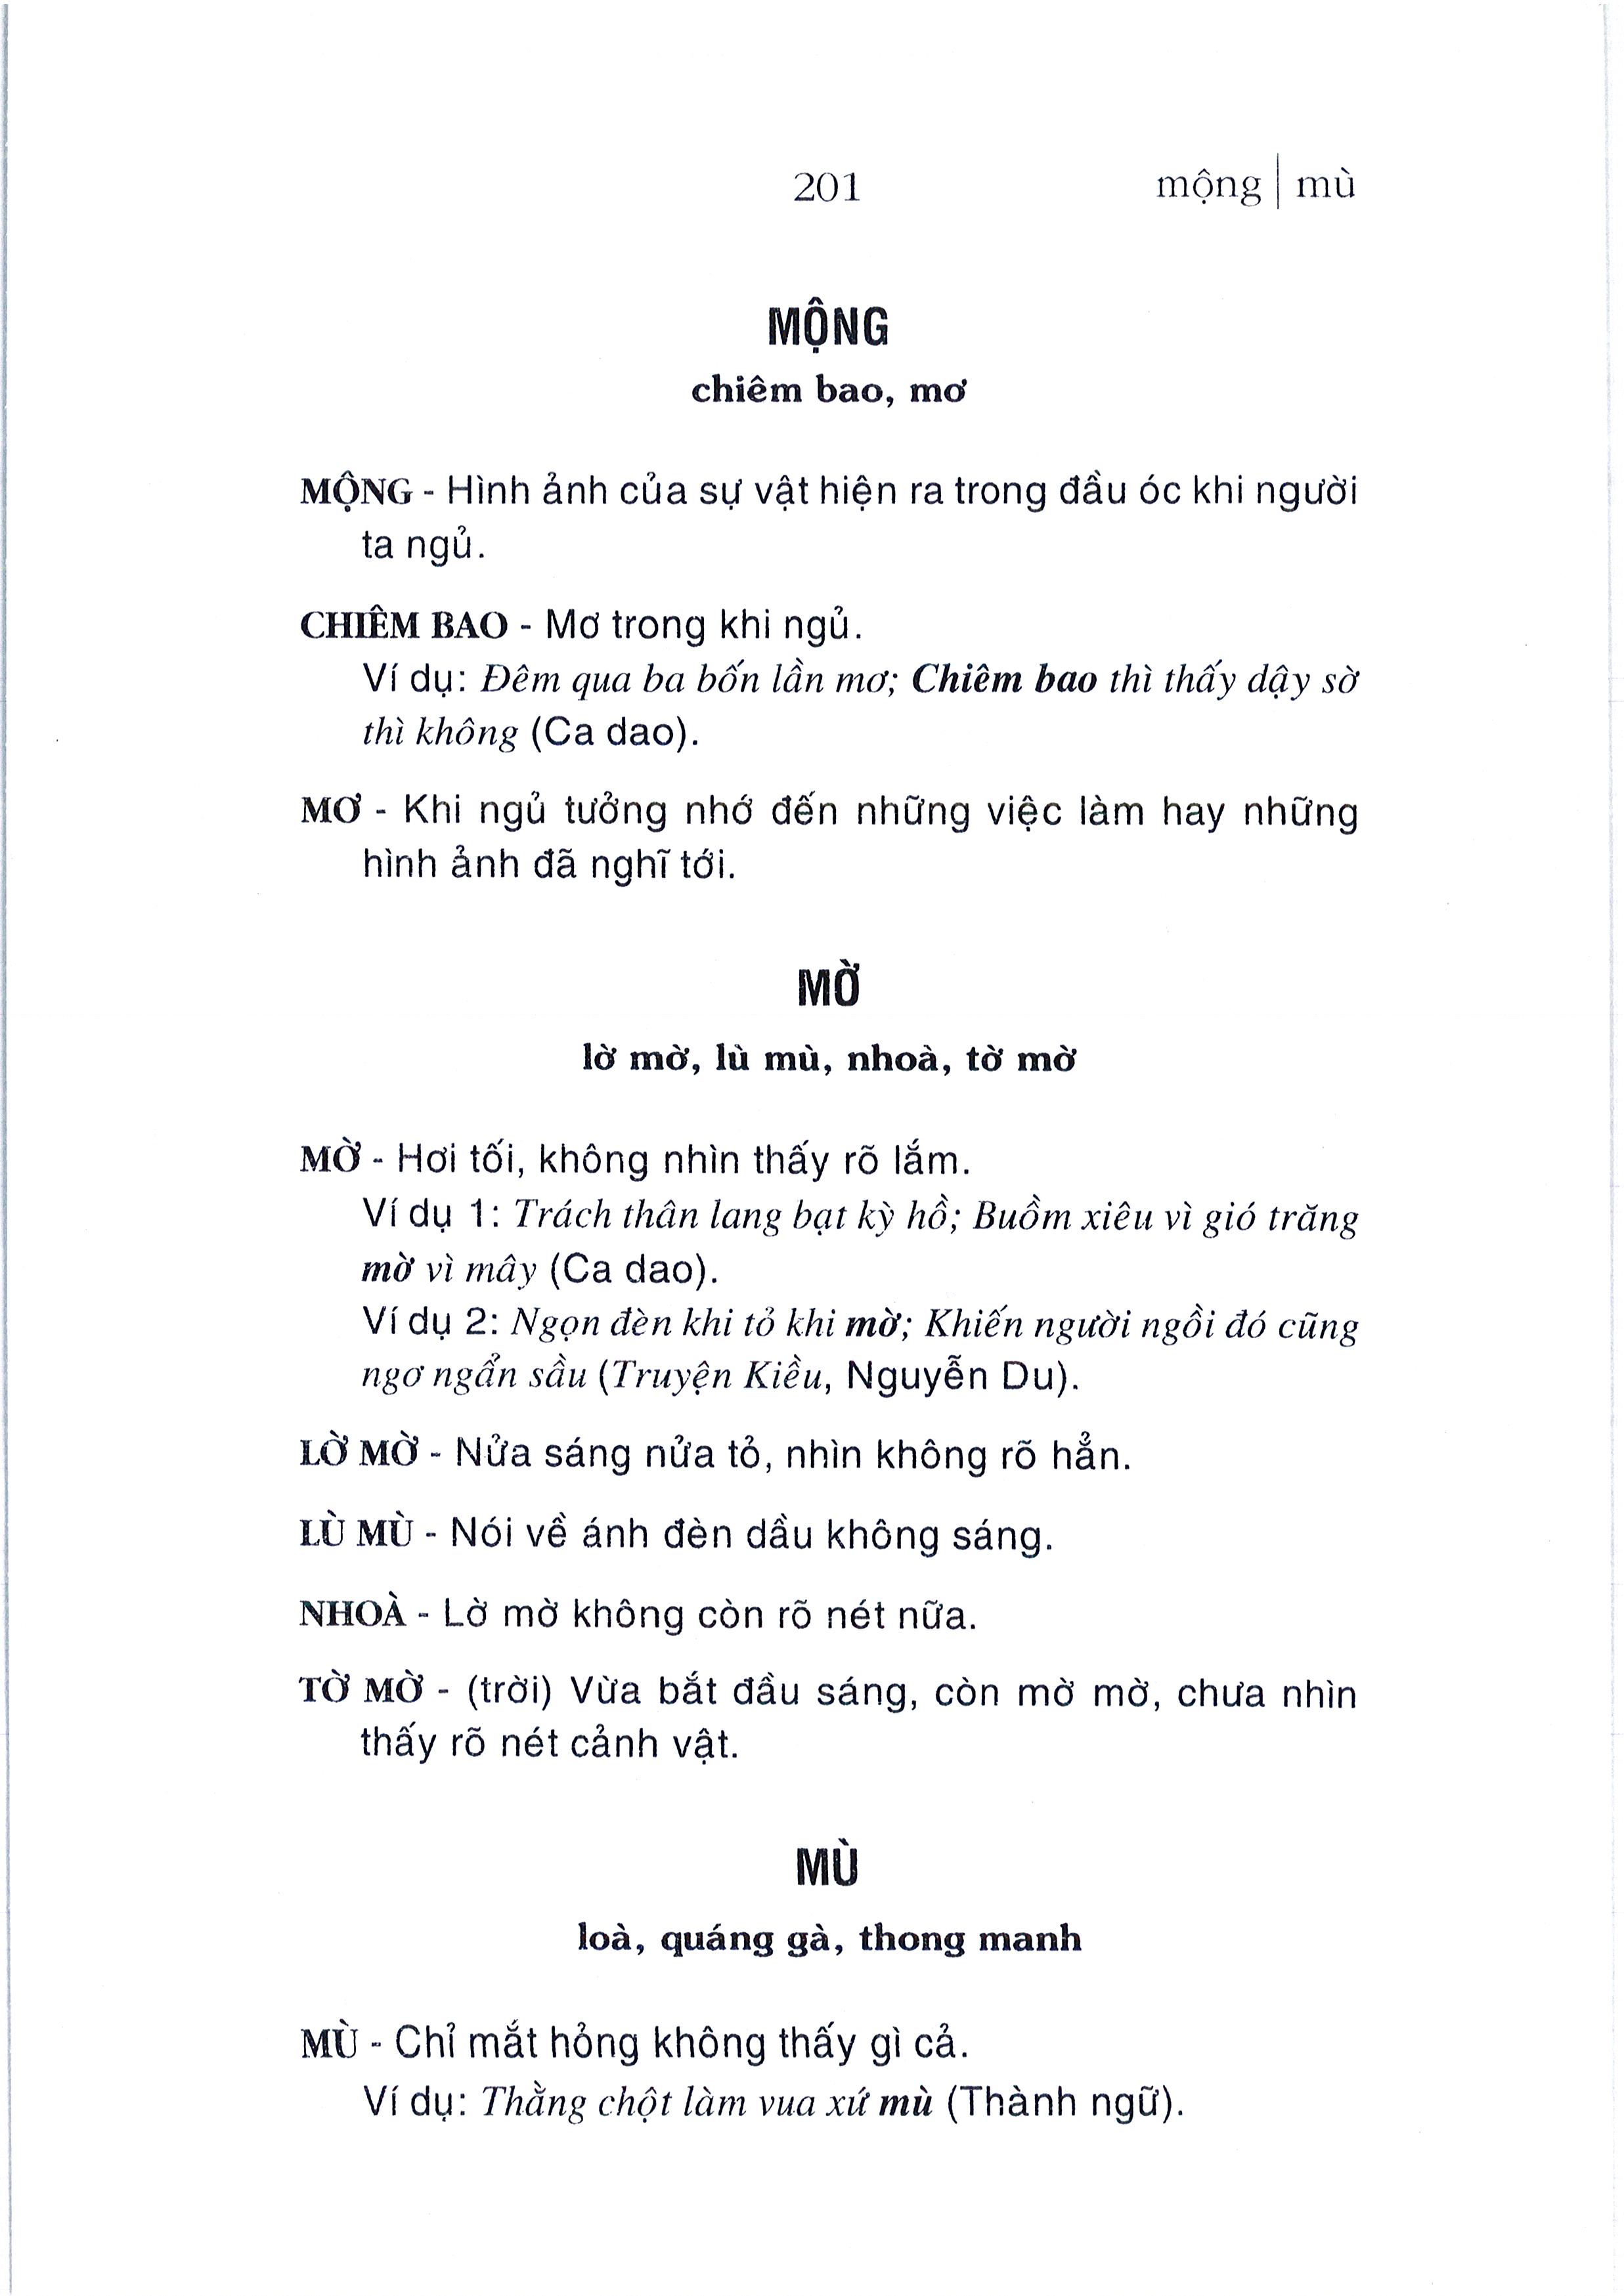 201
mộng | mù
MỘNG
chiêm bao, mơ
MỘNG - Hình ảnh của sự vật hiện ra trong đầu óc khi người
ta ngủ.
CHIÊM BAO - Mơ trong khi ngủ.
Ví dụ: Đêm qua ba bốn lần mơ; Chiêm bao thì thấy dậy sờ
thì không (Ca dao).
MƠ - Khi ngủ tưởng nhớ đến những việc làm hay những
hình ảnh đã nghĩ tới.
MỜ
lờ mờ, lù mù, nhoà, tờ mờ
MỜ - Hơi tối, không nhìn thấy rõ lắm.
Ví dụ 1: Trách thân lang bạt kỳ hồ; Buồm xiêu vì gió trăng
mờ vì mây (Ca dao).
Ví dụ 2: Ngọn đèn khi tỏ khi mờ; Khiến người ngồi đó cũng
ngơ ngẩn sầu (Truyện Kiều, Nguyễn Du).
LỜ MỜ - Nửa sáng nửa tỏ, nhìn không rõ hẳn.
LÙ MÙ - Nói về ánh đèn dầu không sáng.
NHOÀ - Lờ mờ không còn rõ nét nữa.
TỜ MỜ - (trời) Vừa bắt đầu sáng, còn mờ mờ, chưa nhìn
thấy rõ nét cảnh vật.
MÙ
loà, quáng gà, thong manh
MÙ - Chỉ mắt hỏng không thấy gì cả.
Ví dụ: Thằng chột làm vua xứ mù (Thành ngữ).